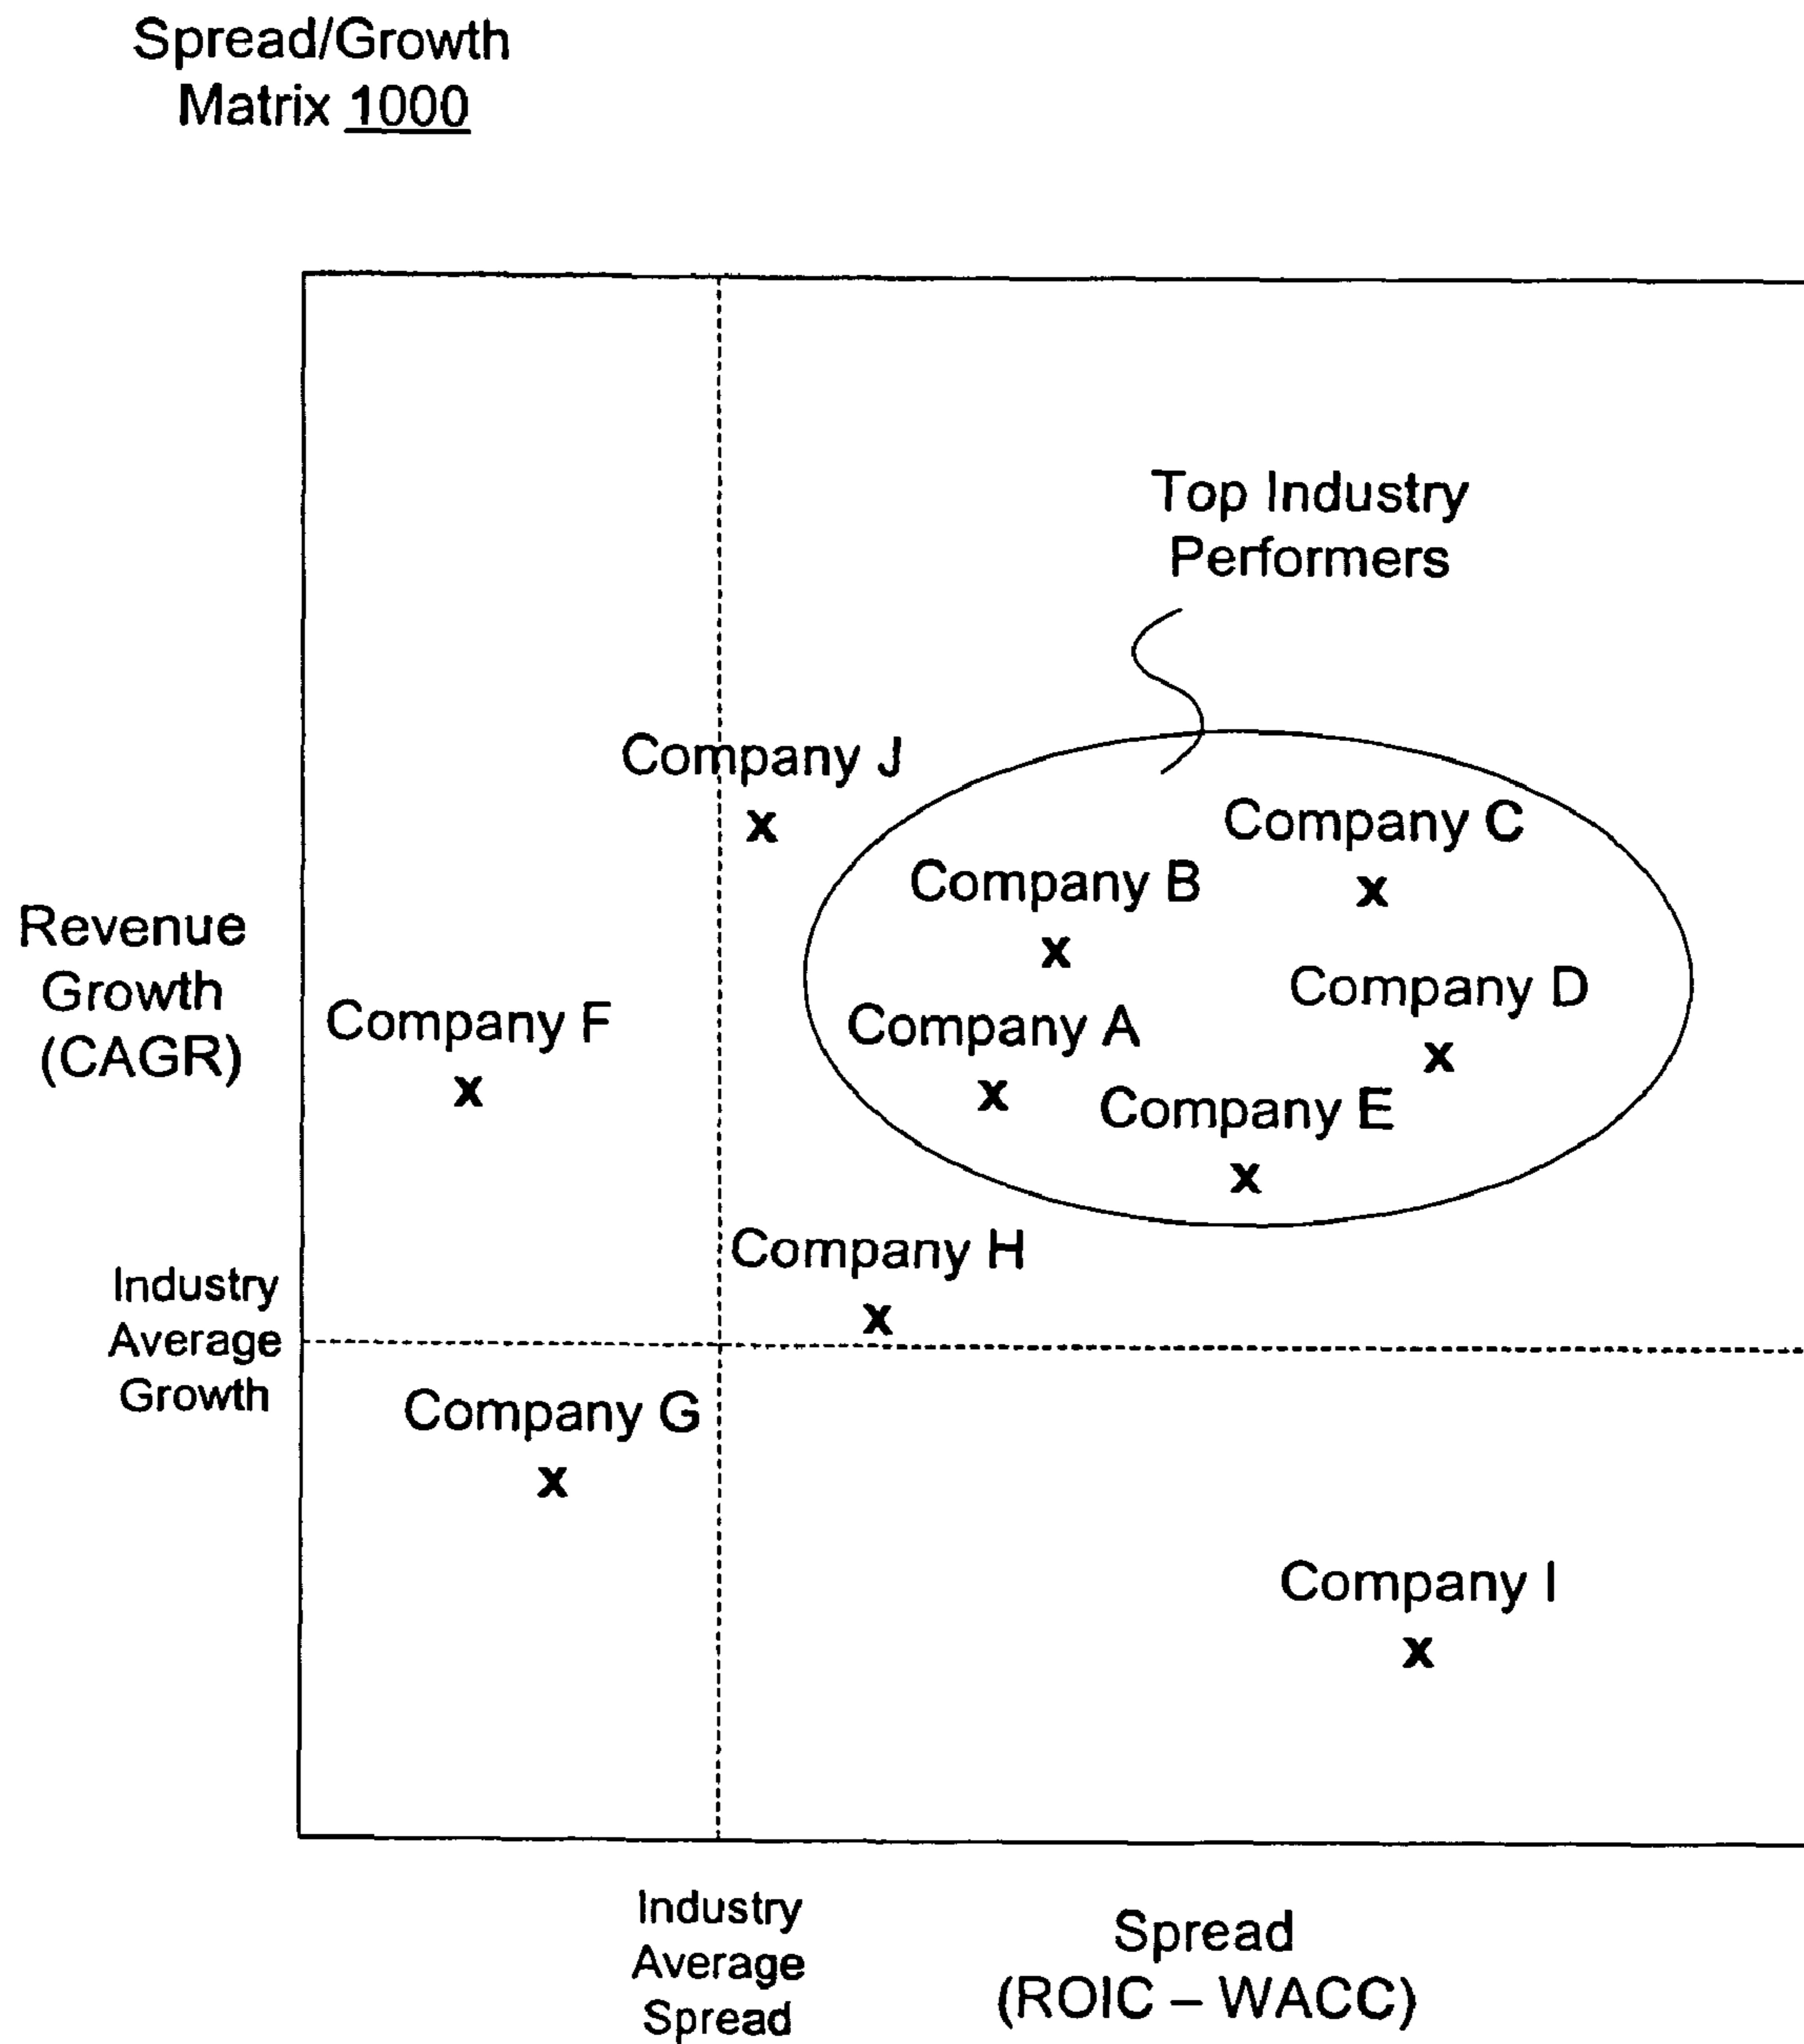 Spread/Growth
Matrix 1000
Top Industry
Performers
Company J
x
Company C
x
Company B
x
Revenue
Growth
(CAGR)
Company D
x
Company F
x
Company A
x
Company E
x
Company H
x
Industry
Average
Growth
Company G
x
Company I
x
Industry
Average
Spread
Spread
(ROIC – WACC)